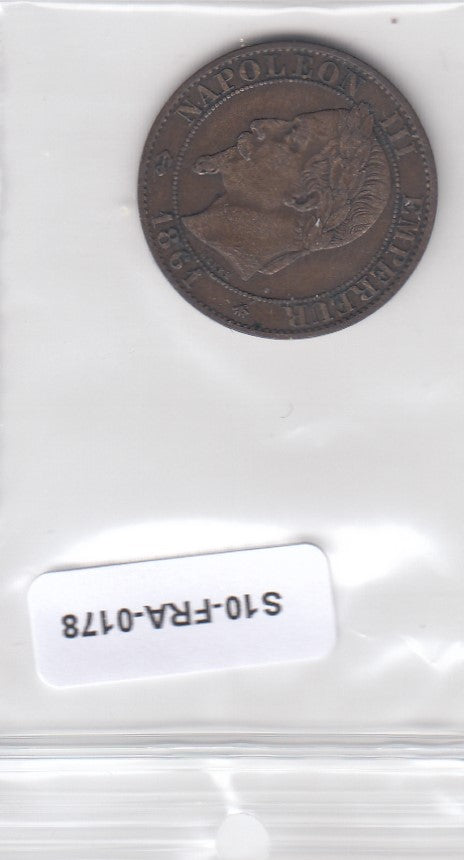 NAPOLEON III EMPEREUR
1861
S10-FRA-0178